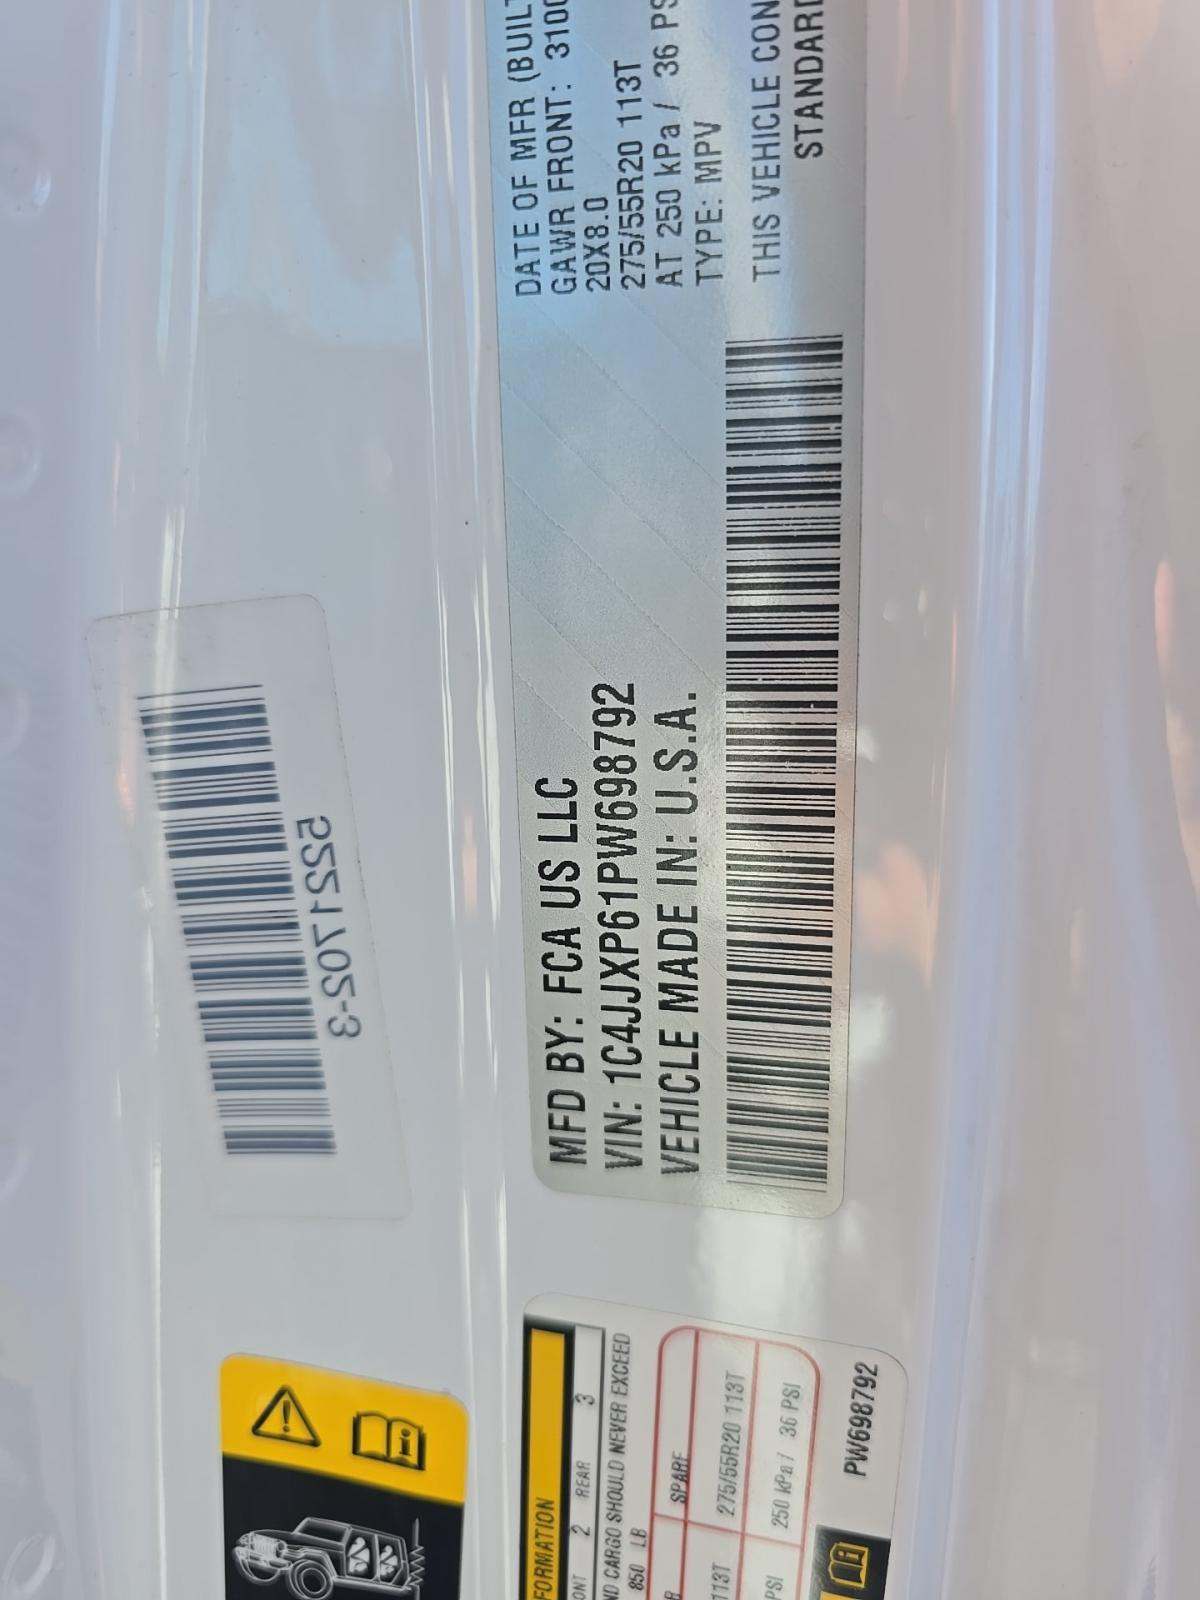 5221702-3
MFD BY: FCA US LLC
VIN: 1C4JJXP61PW698792
VEHICLE MADE IN: U.S.A.
DATE OF MFR (BUILT
GAWR FRONT: 3100
20X8.0
275/55R20 113T
AT 250 kPa / 36 PS
TYPE: MPV
THIS VEHICLE CON
STANDARD
FORMATION
ONT 2 REAR 3
ND CARGO SHOULD NEVER EXCEED
850 LB
R SPARE
113T 275/55R20 113T
PSI 250 kPa / 36 PSI
PW698792